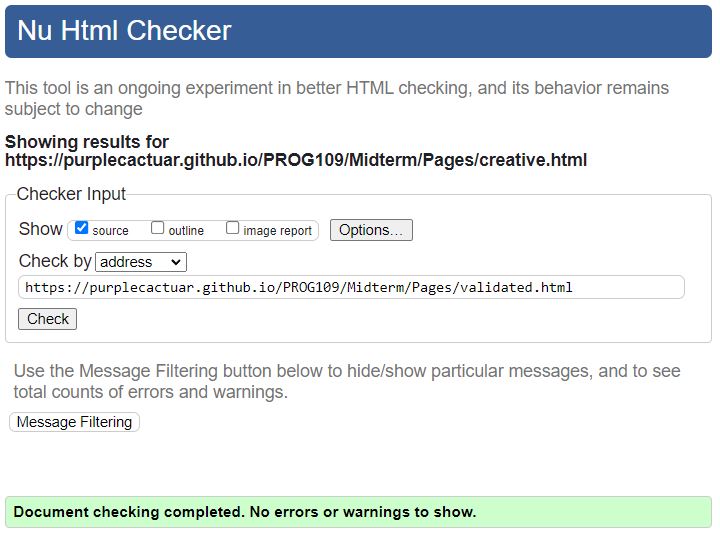 Nu Html Checker
This tool is an ongoing experiment in better HTML checking, and its behavior remains
subject to change
Showing results for
https://purplecactuar.github.io/PROG109/Midterm/Pages/creative.html
Checker Input
Show source outline image report Options...
Check by address
https://purplecactuar.github.io/PROG109/Midterm/Pages/validated.html
Check
Use the Message Filtering button below to hide/show particular messages, and to see
total counts of errors and warnings.
Message Filtering
Document checking completed. No errors or warnings to show.